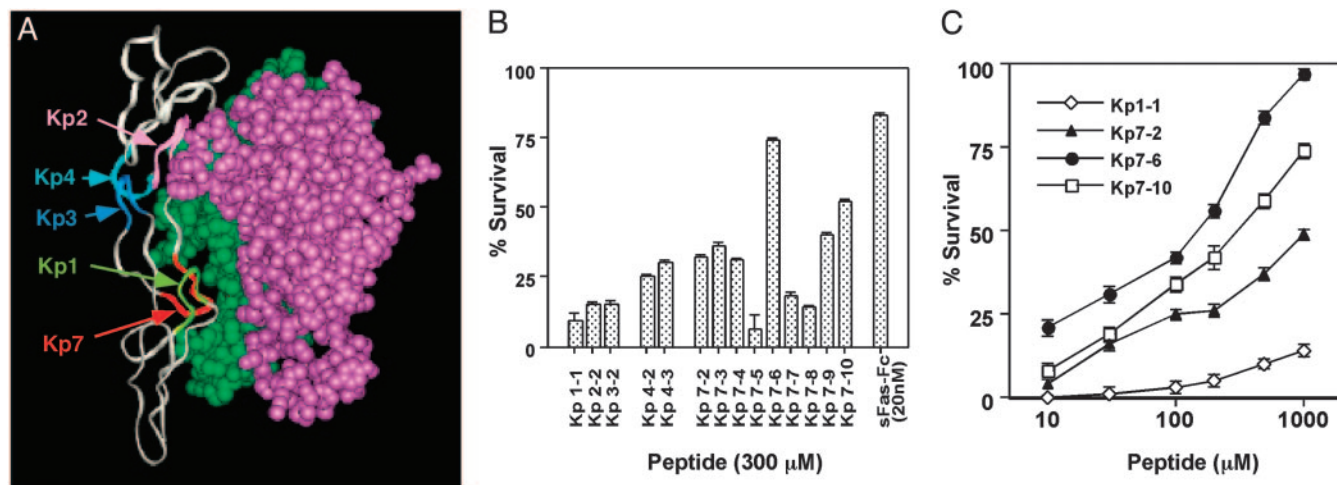 A
Kp2
Kp4
Kp3
Kp1
Kp7
B
100
75
50
25
0
% Survival
Kp 1-1
Kp 2-2
Kp 3-2
Kp 4-2
Kp 4-3
Kp 7-2
Kp 7-3
Kp 7-4
Kp 7-5
Kp 7-6
Kp 7-7
Kp 7-8
Kp 7-9
Kp 7-10
sFas-Fc
(20nM)
Peptide (300 µM)
C
100
75
50
25
0
% Survival
Kp1-1
Kp7-2
Kp7-6
Kp7-10
10
100
1000
Peptide (µM)